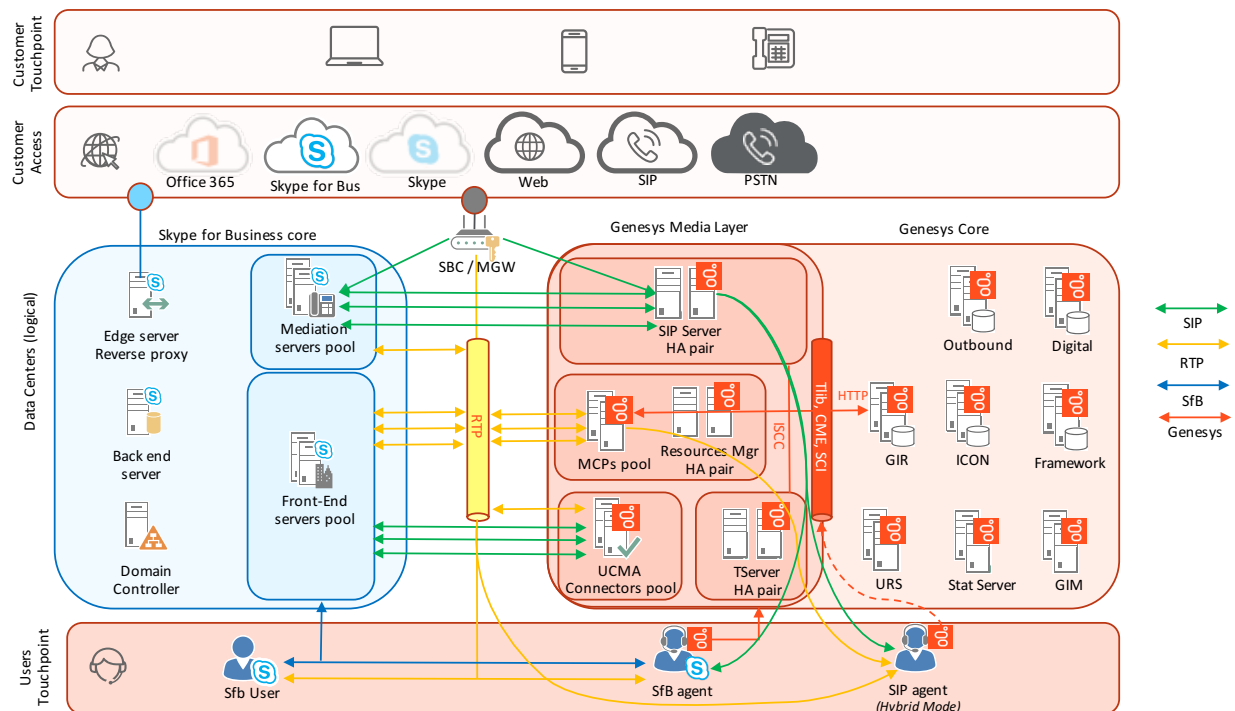 Customer
Touchpoint
Customer
Access
Office 365
Skype for Bus
Skype
Web
SIP
PSTN
Data Centers (logical)
Skype for Business core
SBC / MGW
Genesys Media Layer
Genesys Core
Edge server
Reverse proxy
Mediation
servers pool
SIP Server
HA pair
Outbound
Digital
SIP
RTP
SfB
Genesys
Back end
server
Front-End
servers pool
RTP
MCPs pool
Resources Mgr
HA pair
ISCC
Tlib, CME, SCI
HTTP
GIR
ICON
Framework
Domain
Controller
UCMA
Connectors pool
TServer
HA pair
URS
Stat Server
GIM
Users
Touchpoint
Sfb User
SfB agent
SIP agent
(Hybrid Mode)